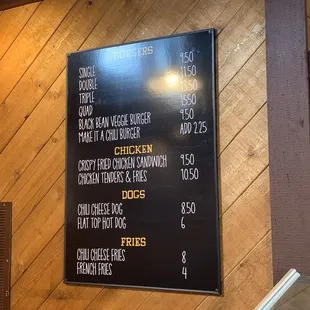 BURGERS
SINGLE 9.50
DOUBLE 11.50
TRIPLE 13.50
QUAD 15.50
BLACK BEAN VEGGIE BURGER 9.50
MAKE IT A CHILI BURGER ADD 2.25
CHICKEN
CRISPY FRIED CHICKEN SANDWICH 9.50
CHICKEN TENDERS & FRIES 10.50
DOGS
CHILI CHEESE DOG 8.50
FLAT TOP HOT DOG 6
FRIES
CHILI CHEESE FRIES 8
FRENCH FRIES 4